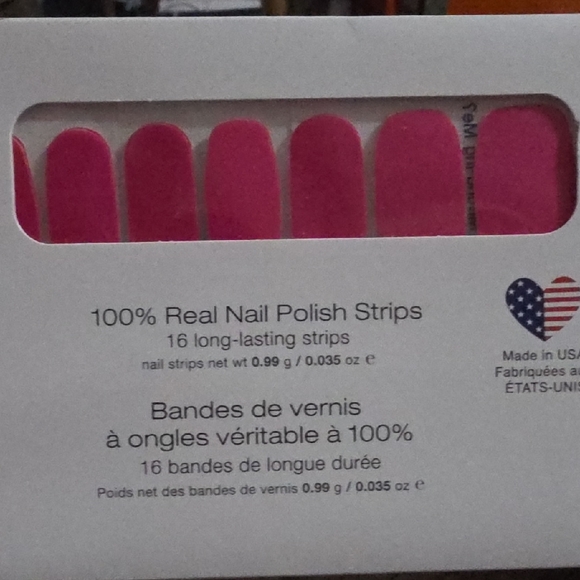 100% Real Nail Polish Strips
16 long-lasting strips
nail strips net wt 0.99 g / 0.035 oz ℮
Bandes de vernis
à ongles véritable à 100%
16 bandes de longue durée
Poids net des bandes de vernis 0.99 g / 0.035 oz ℮
Made in USA
Fabriquées au
ÉTATS-UNIS